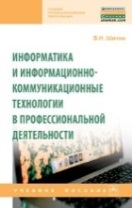 В.Н. Шитов
ИНФОРМАТИКА
И ИНФОРМАЦИОННО-
КОММУНИКАЦИОННЫЕ
ТЕХНОЛОГИИ
В ПРОФЕССИОНАЛЬНОЙ
ДЕЯТЕЛЬНОСТИ
УЧЕБНОЕ ПОСОБИЕ